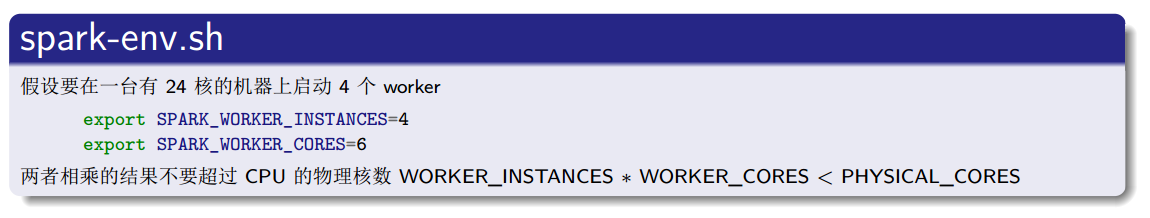 spark-env.sh
假设要在一台有 24 核的机器上启动 4 个 worker
export SPARK_WORKER_INSTANCES=4
export SPARK_WORKER_CORES=6
两者相乘的结果不要超过 CPU 的物理核数 WORKER_INSTANCES * WORKER_CORES < PHYSICAL_CORES